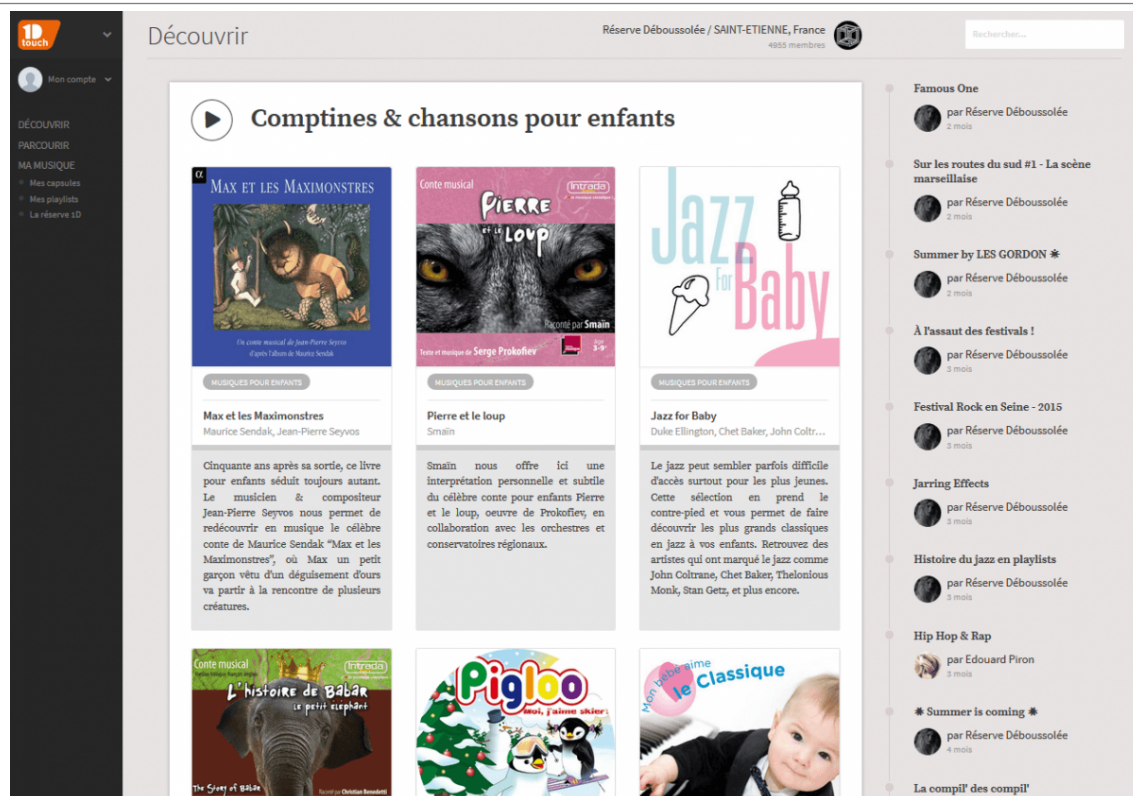 1D
touch
Découvrir
Réserve Déboussolée / SAINT-ETIENNE, France
4955 membres
Rechercher...
Mon compte
DÉCOUVRIR
PARCOURIR
MA MUSIQUE
Mes capsules
Mes playlists
La réserve 1D
Comptines & chansons pour enfants
α
MAX ET LES MAXIMONSTRES
Un conte musical de Jean-Pierre Seyvos
d'après l'album de Maurice Sendak
MUSIQUES POUR ENFANTS
Max et les Maximonstres
Maurice Sendak, Jean-Pierre Seyvos
Cinquante ans après sa sortie, ce livre
pour enfants séduit toujours autant.
Le musicien & compositeur
Jean-Pierre Seyvos nous permet de
redécouvrir en musique le célèbre
conte de Maurice Sendak “Max et les
Maximonstres”, où Max un petit
garçon vêtu d'un déguisement d'ours
va partir à la rencontre de plusieurs
créatures.
Conte musical
intrada
PIERRE
ET LE LOUP
Raconté par Smaïn
Texte et musique de Serge Prokofiev
Age
3-9
MUSIQUES POUR ENFANTS
Pierre et le loup
Smaïn
Smaïn nous offre ici une
interprétation personnelle et subtile
du célèbre conte pour enfants Pierre
et le loup, oeuvre de Prokofiev, en
collaboration avec les orchestres et
conservatoires régionaux.
Jazz
For
Baby
MUSIQUES POUR ENFANTS
Jazz for Baby
Duke Ellington, Chet Baker, John Coltr...
Le jazz peut sembler parfois difficile
d'accès surtout pour les plus jeunes.
Cette sélection en prend le
contre-pied et vous permet de faire
découvrir les plus grands classiques
en jazz à vos enfants. Retrouvez des
artistes qui ont marqué le jazz comme
John Coltrane, Chet Baker, Thelonious
Monk, Stan Getz, et plus encore.
Conte musical
intrada
L'histoire de Babar
le petit éléphant
The Story of Babar
Raconté par Christian Benedetti
Pigloo
Moi, j'aime skier!
Mon bébé aime
le Classique
Famous One
par Réserve Déboussolée
2 mois
Sur les routes du sud #1 - La scène
marseillaise
par Réserve Déboussolée
2 mois
Summer by LES GORDON ☀
par Réserve Déboussolée
2 mois
À l'assaut des festivals !
par Réserve Déboussolée
3 mois
Festival Rock en Seine - 2015
par Réserve Déboussolée
3 mois
Jarring Effects
par Réserve Déboussolée
3 mois
Histoire du jazz en playlists
par Réserve Déboussolée
3 mois
Hip Hop & Rap
par Edouard Piron
3 mois
☀ Summer is coming ☀
par Réserve Déboussolée
4 mois
La compil' des compil'